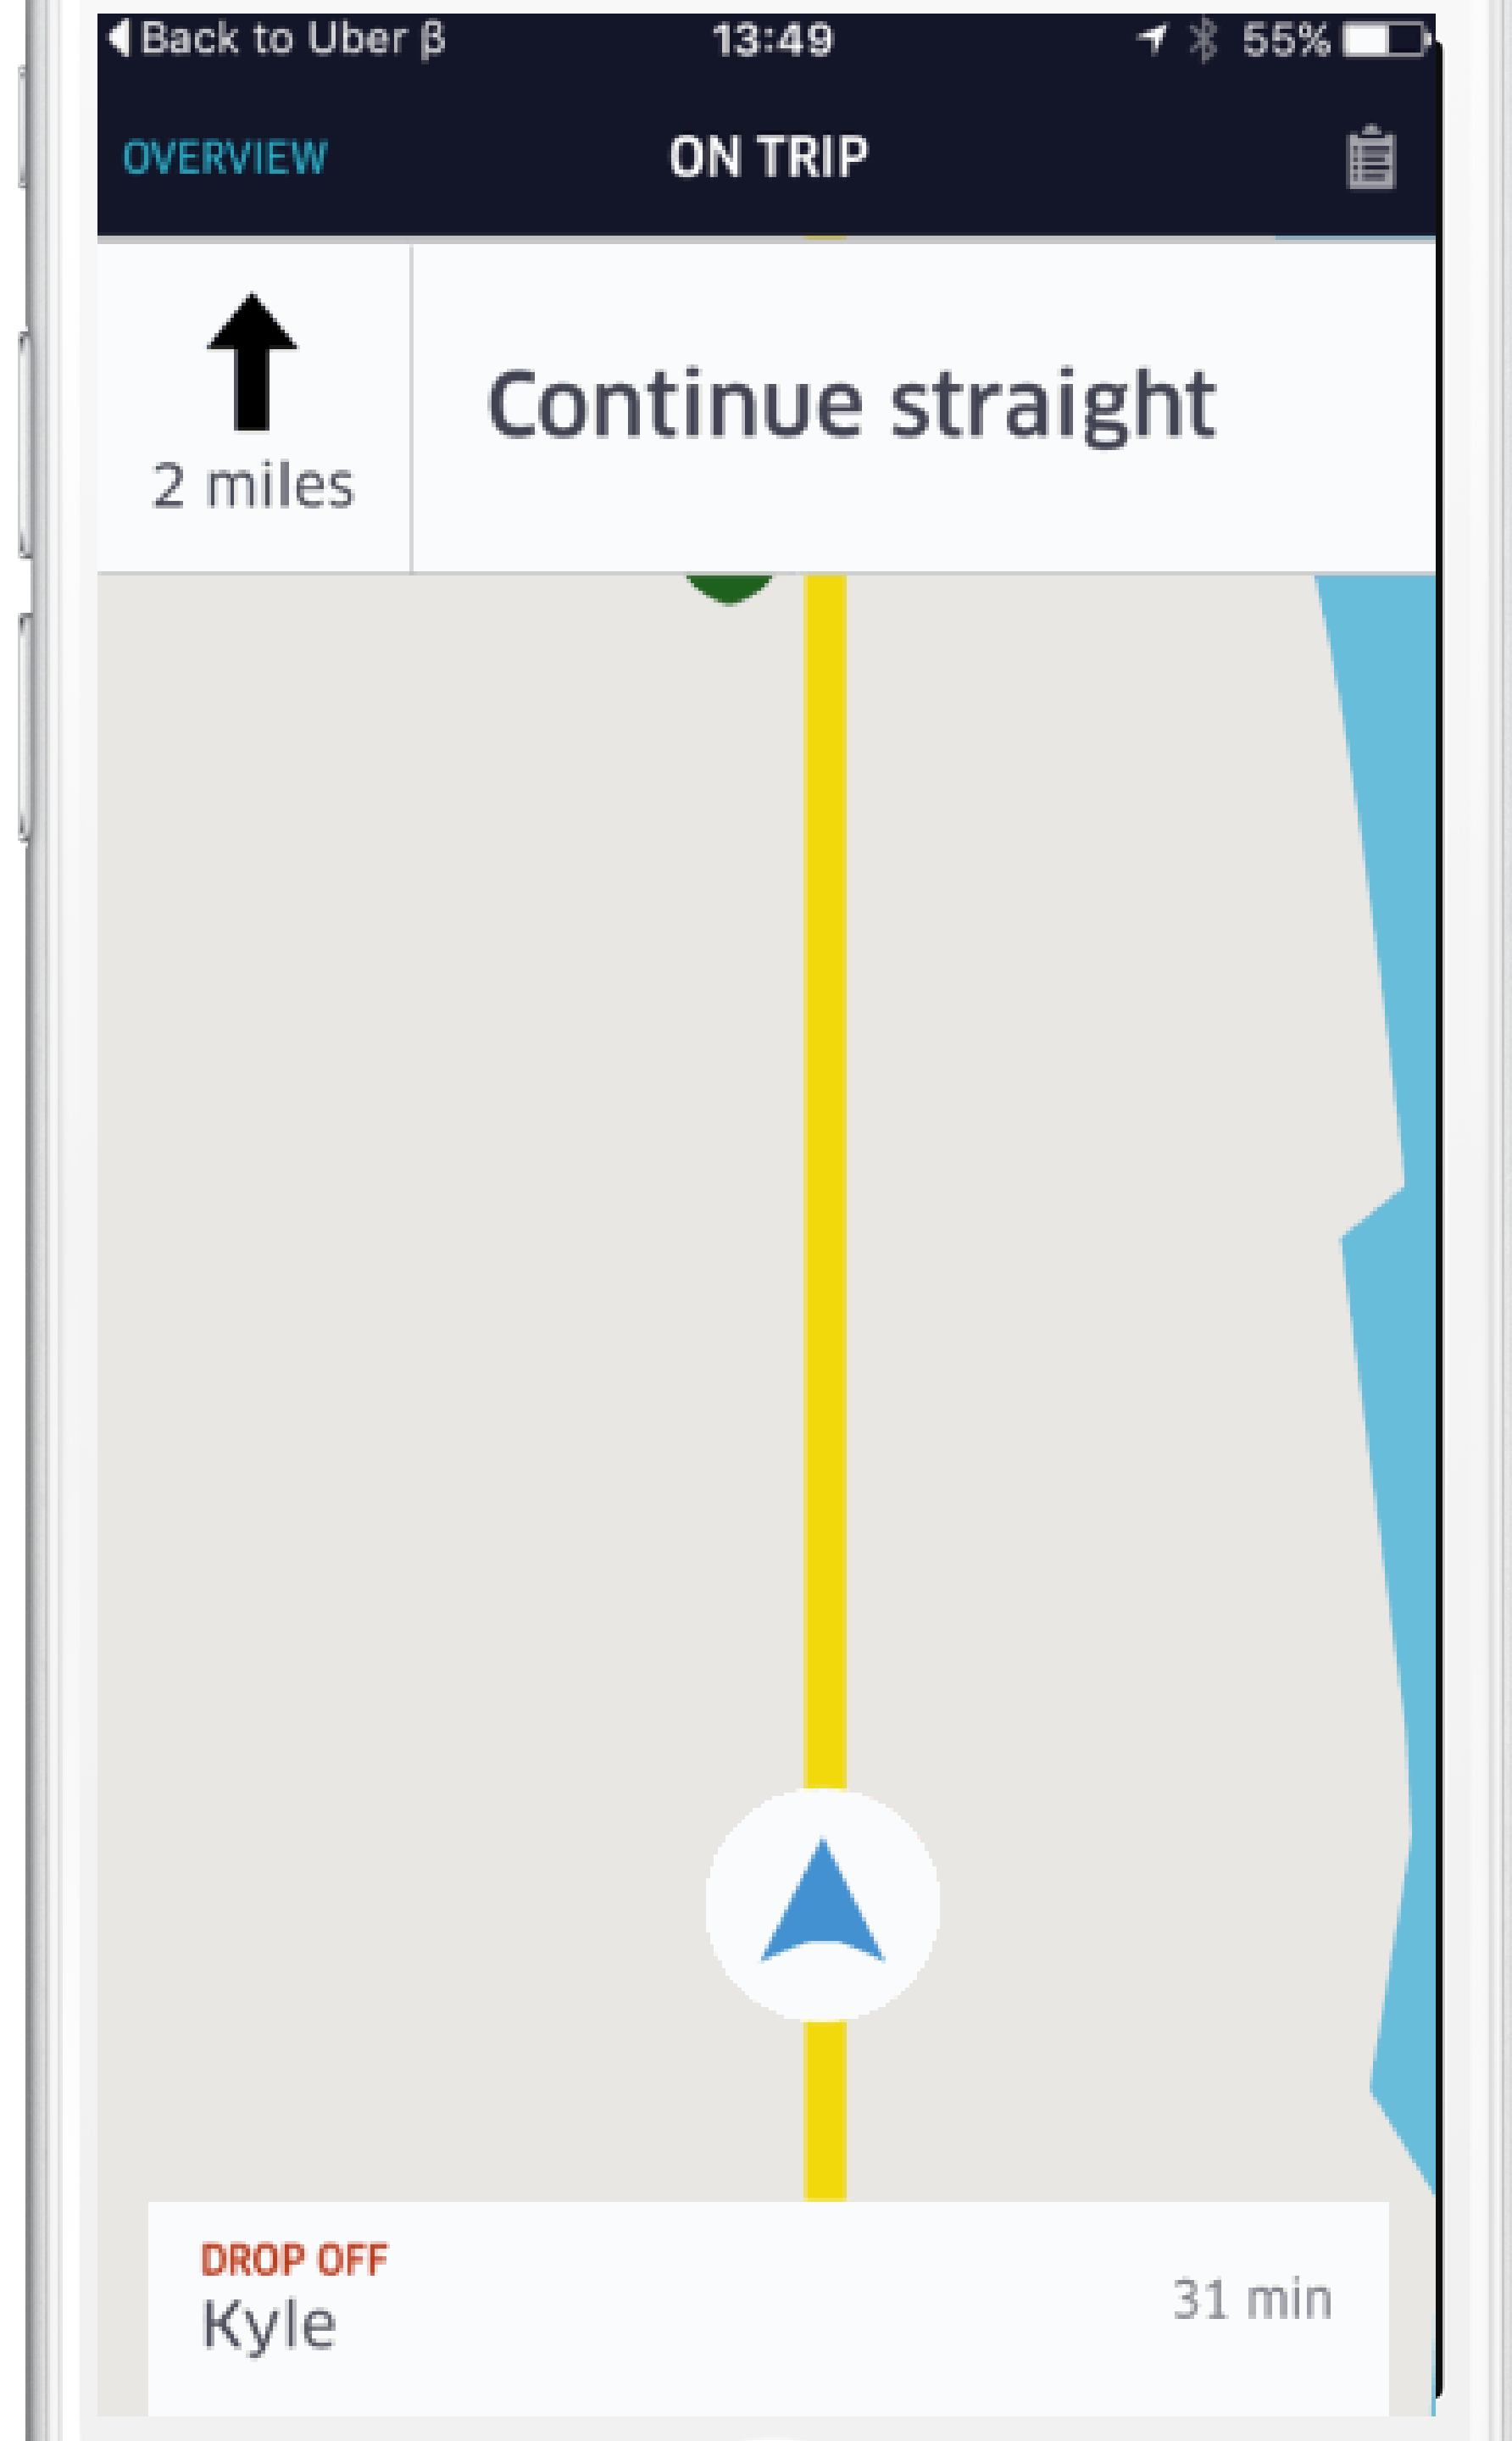 Back to Uber β 13:49 55%
OVERVIEW ON TRIP
Continue straight
2 miles
DROP OFF
Kyle
31 min